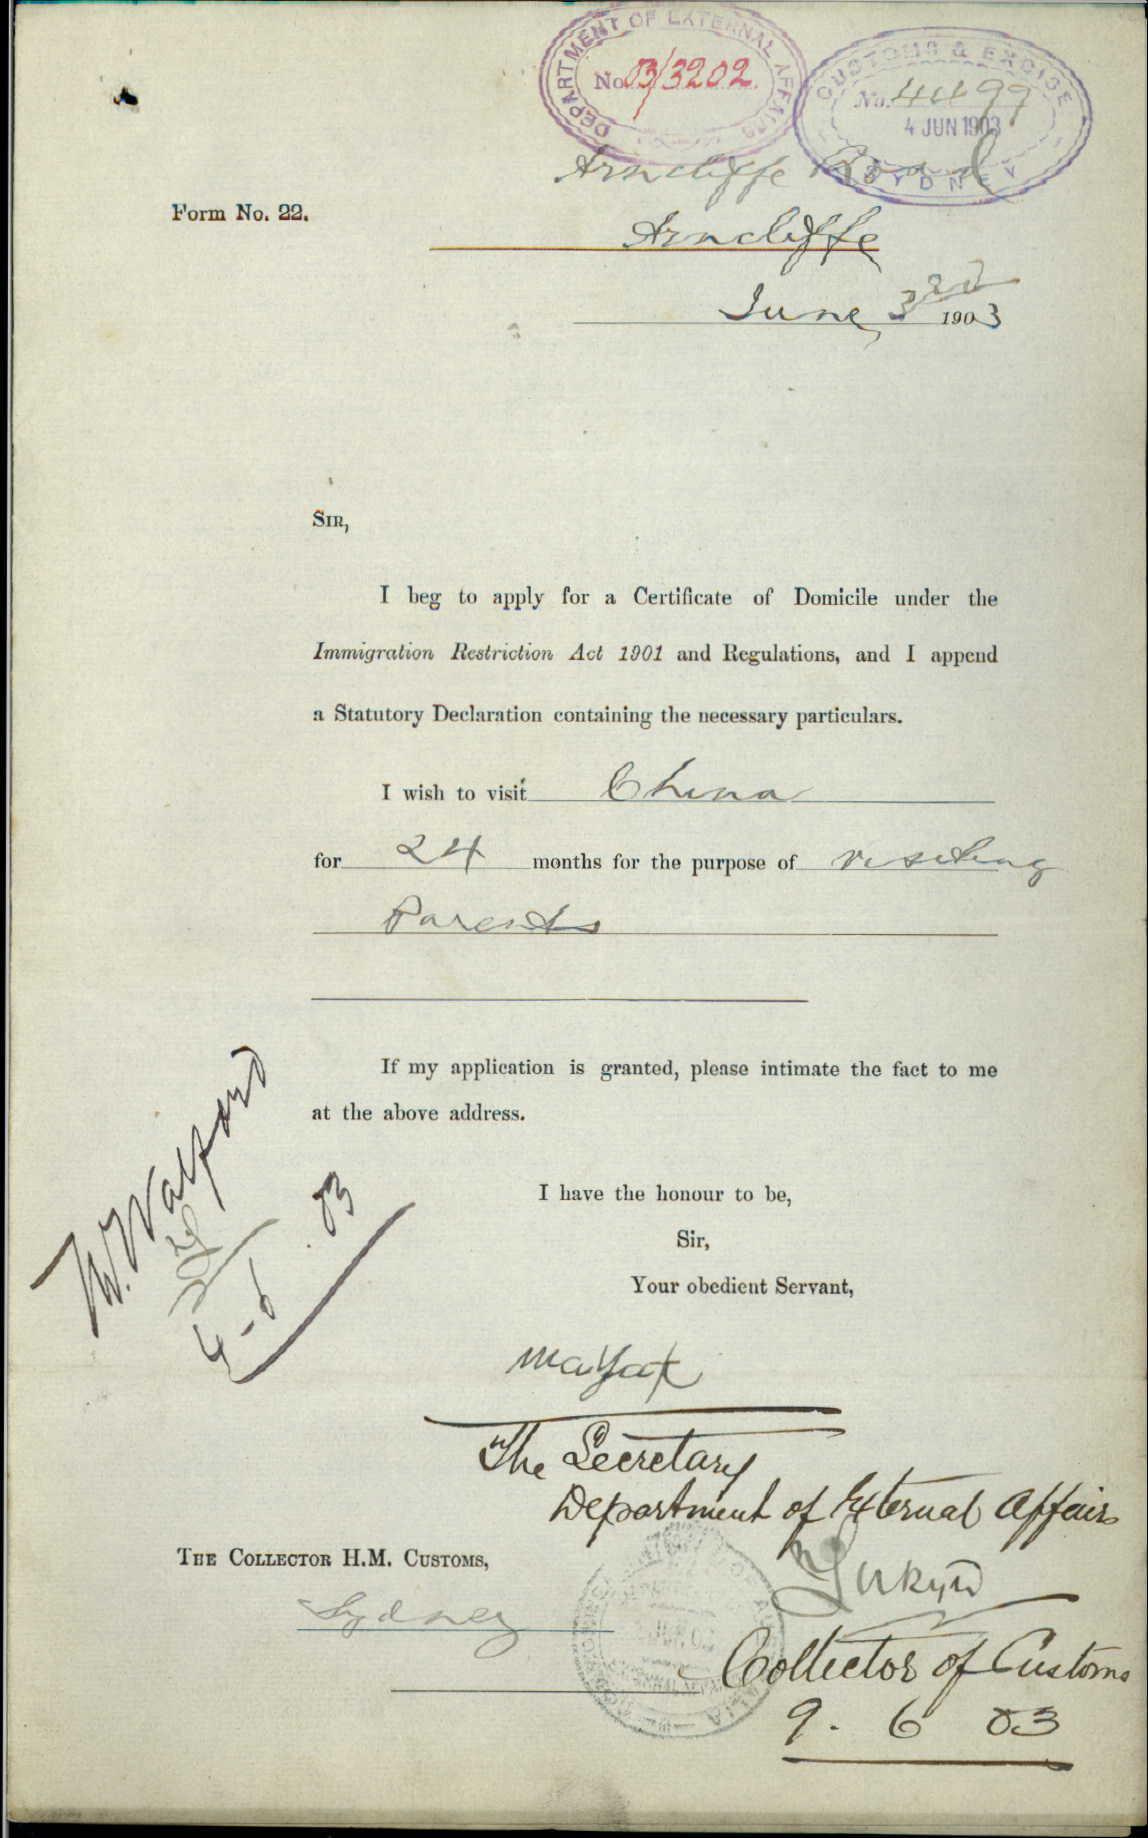 DEPARTMENT OF EXTERNAL AFFAIRS
No. 03/3202.
CUSTOMS & EXCISE
No. 4499
4 JUN 1903
SYDNEY
Arncliffe Road
Form No. 22.
Arncliffe
June 3rd 1903
SIR,
I beg to apply for a Certificate of Domicile under the
Immigration Restriction Act 1901 and Regulations, and I append
a Statutory Declaration containing the necessary particulars.
I wish to visit China
for 24 months for the purpose of visiting
Parents
If my application is granted, please intimate the fact to me
at the above address.
I have the honour to be,
Sir,
Your obedient Servant,
W. Walford
4-6.03
Ma Yak
The Secretary
Department of External Affairs
THE COLLECTOR H.M. CUSTOMS,
Sydney
Collector of Customs
9. 6 03